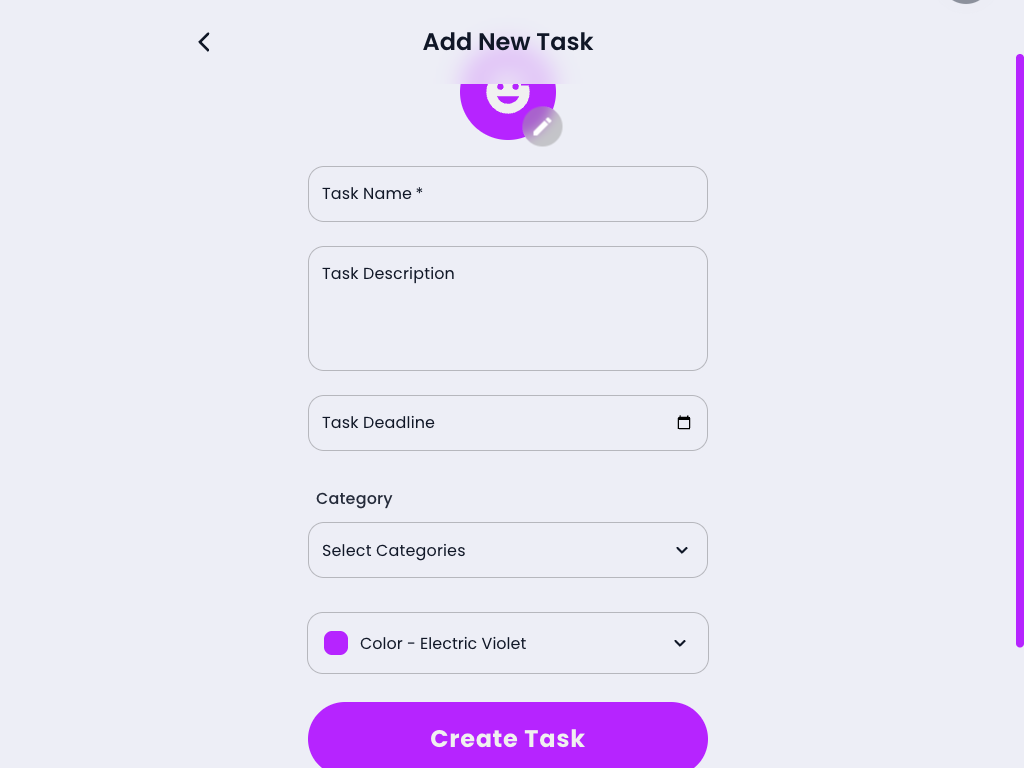 Add New Task
Task Name *
Task Description
Task Deadline
Category
Select Categories
Color - Electric Violet
Create Task